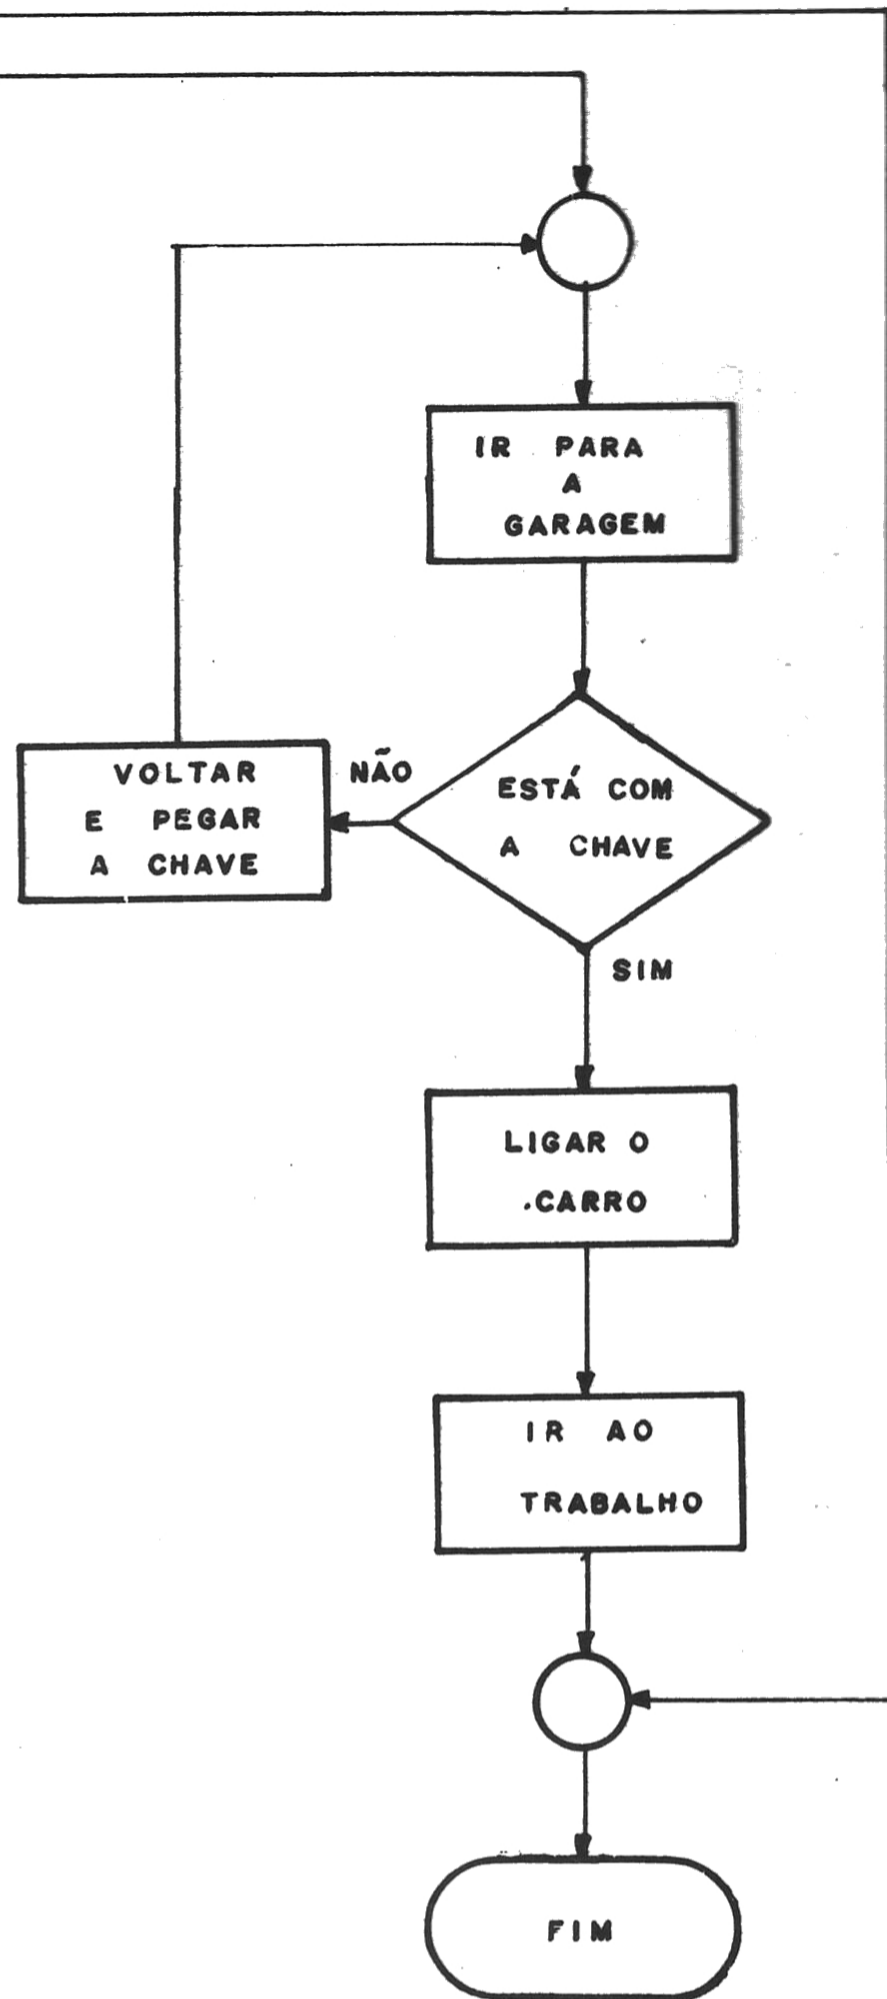 IR PARA
A
GARAGEM
ESTÁ COM
A CHAVE
NÃO
VOLTAR
E PEGAR
A CHAVE
SIM
LIGAR O
.CARRO
IR AO
TRABALHO
FIM